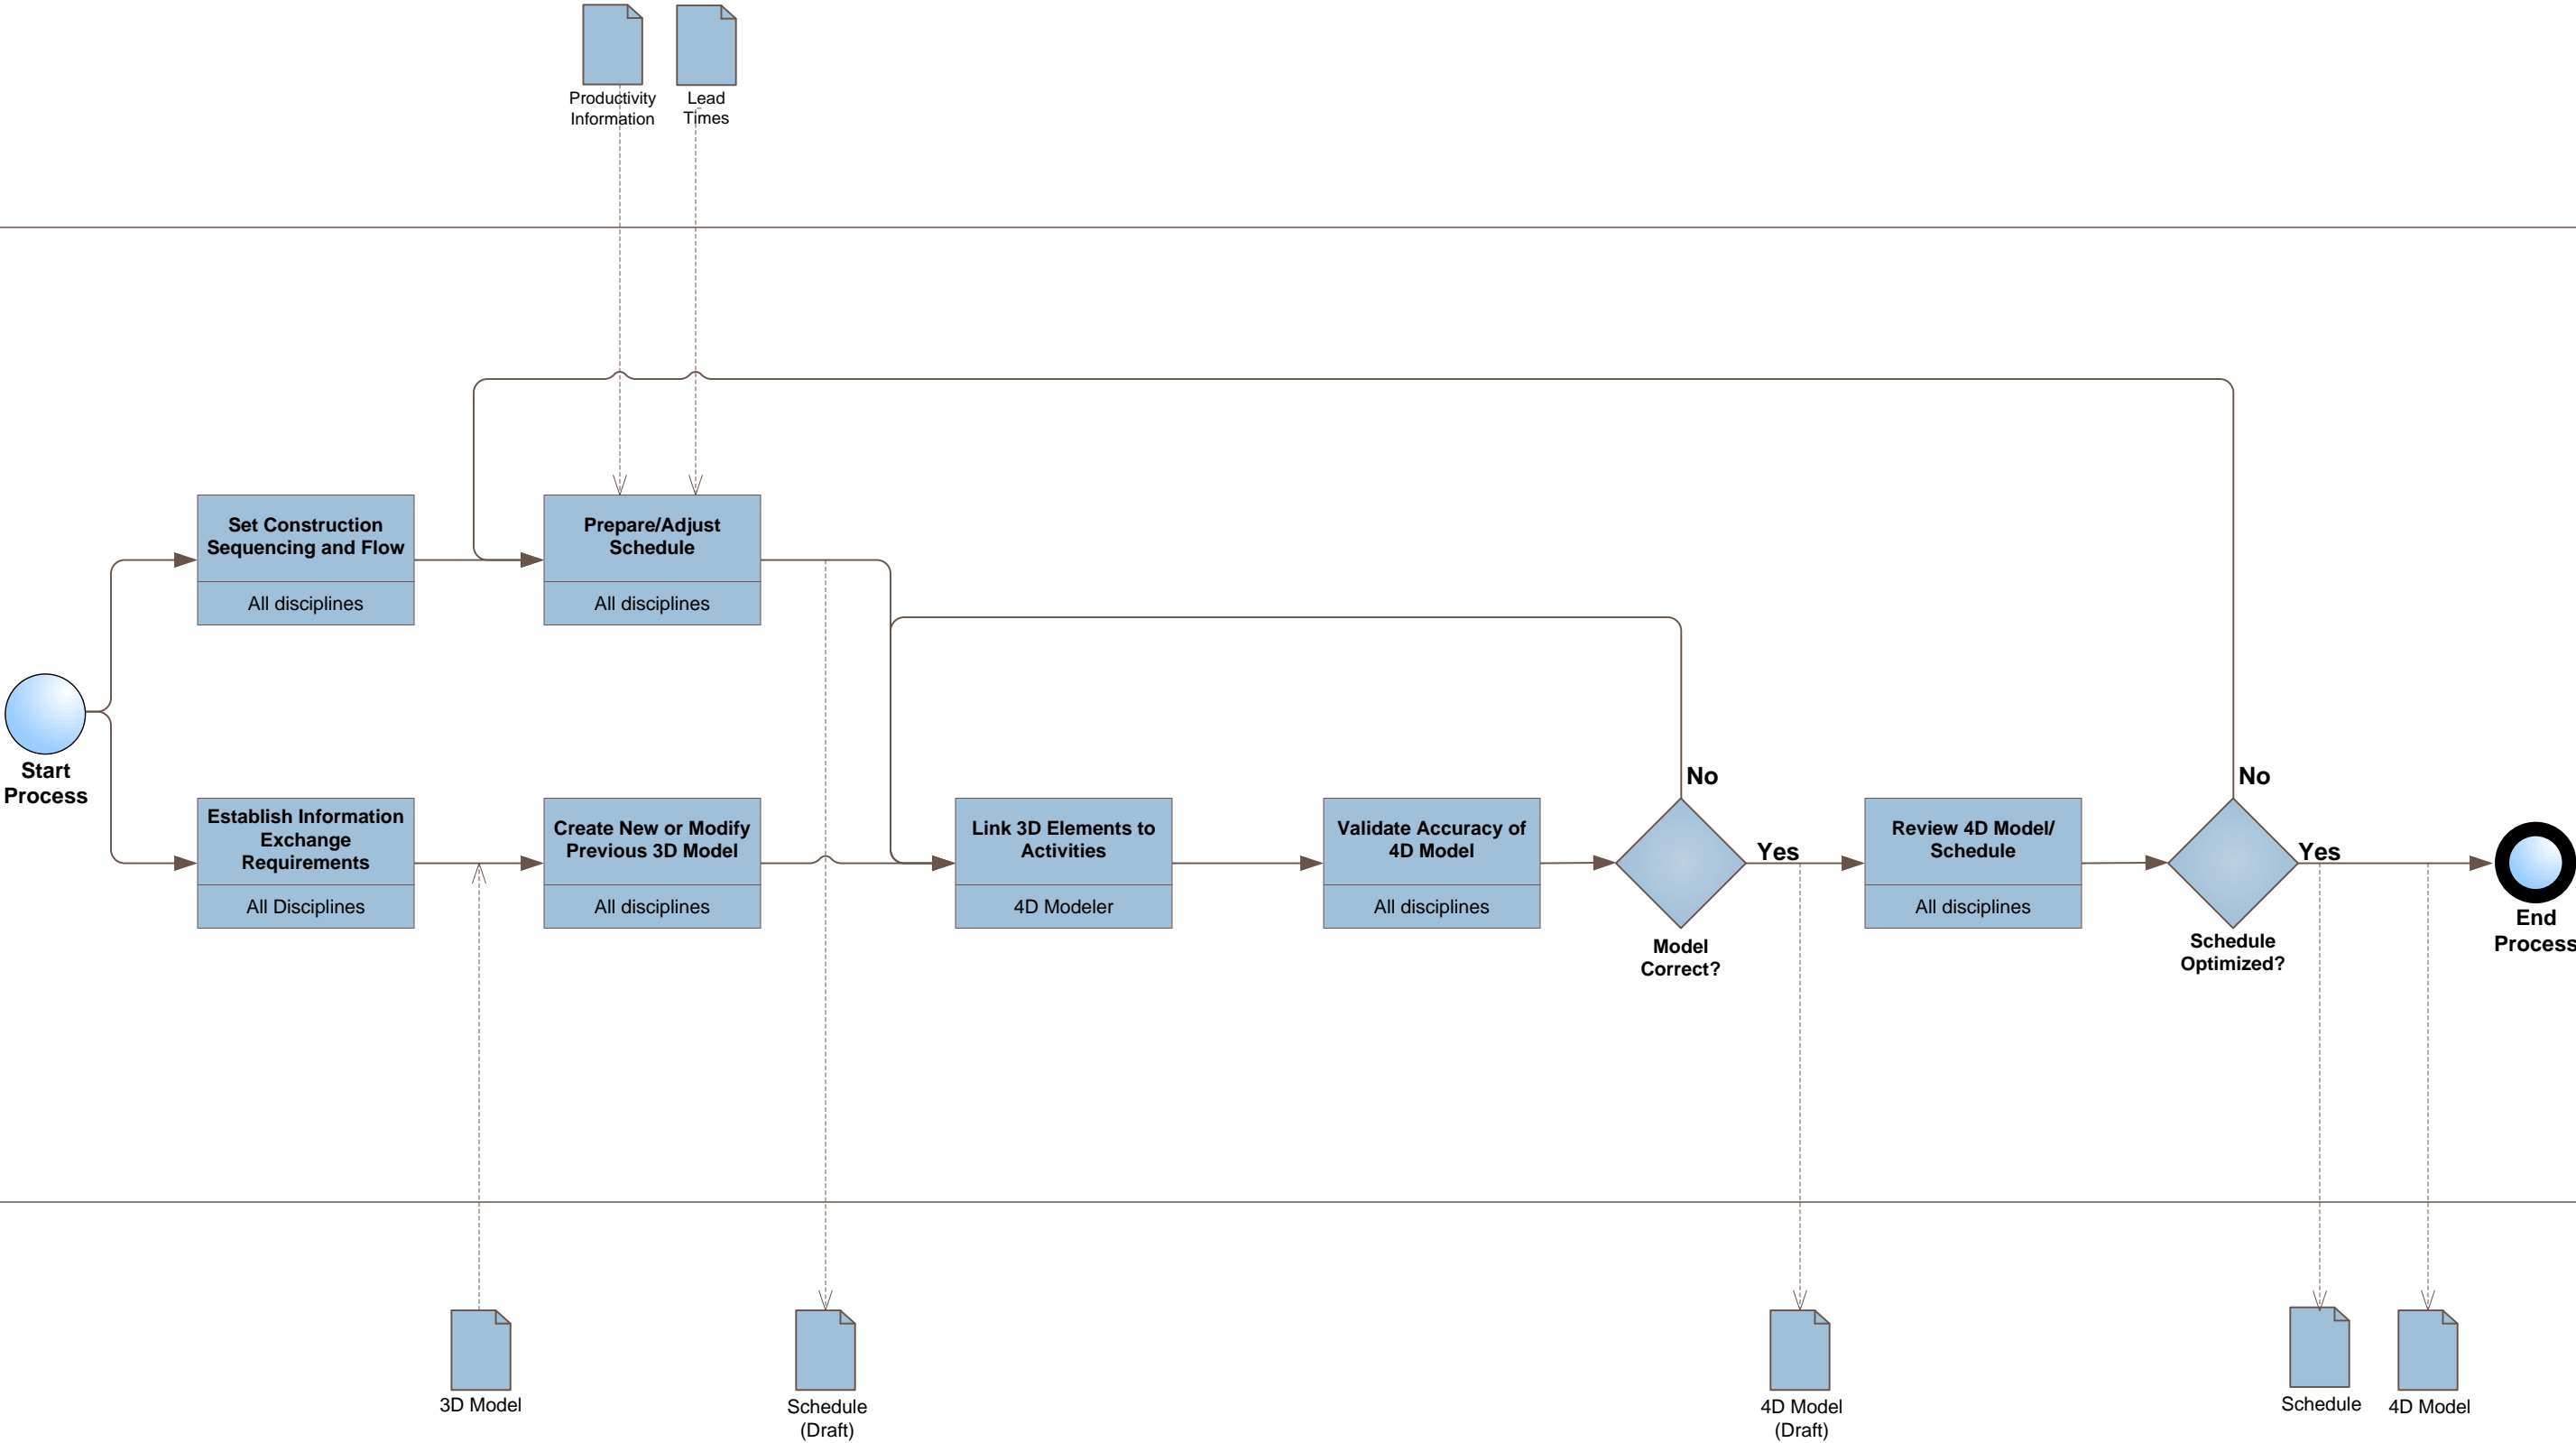 Productivity
Information
Lead
Times
Set Construction
Sequencing and Flow
All disciplines
Prepare/Adjust
Schedule
All disciplines
Start
Process
Establish Information
Exchange
Requirements
All Disciplines
Create New or Modify
Previous 3D Model
All disciplines
Link 3D Elements to
Activities
4D Modeler
Validate Accuracy of
4D Model
All disciplines
No
Yes
Model
Correct?
Review 4D Model/
Schedule
All disciplines
No
Yes
Schedule
Optimized?
End
Process
3D Model
Schedule
(Draft)
4D Model
(Draft)
Schedule
4D Model